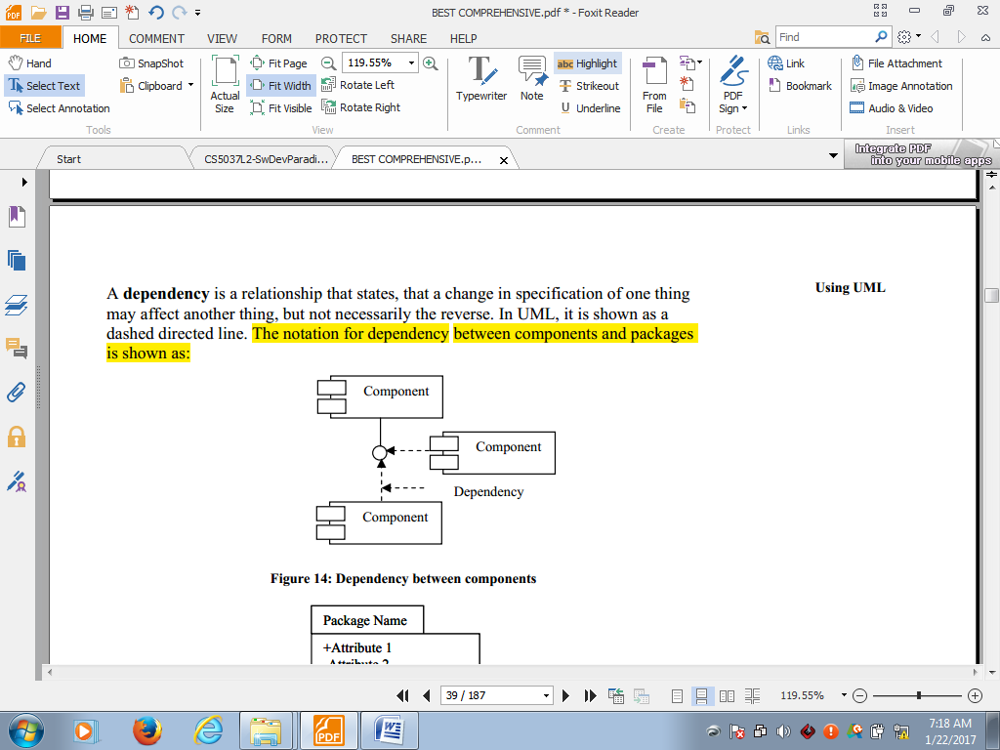 BEST COMPREHENSIVE.pdf * - Foxit Reader
FILE
HOME
COMMENT
VIEW
FORM
PROTECT
SHARE
HELP
Find
Hand
SnapShot
Select Text
Clipboard
Select Annotation
Tools
Actual
Size
Fit Page
119.55%
Fit Width
Rotate Left
Fit Visible
Rotate Right
View
Typewriter
Note
abc Highlight
Strikeout
Underline
Comment
From
File
Create
PDF
Sign
Protect
Link
Bookmark
Links
File Attachment
Image Annotation
Audio & Video
Insert
Start
CS5037L2-SwDevParadi...
BEST COMPREHENSIVE.p...
Integrate PDF
into your mobile apps
Using UML
A dependency is a relationship that states, that a change in specification of one thing
may affect another thing, but not necessarily the reverse. In UML, it is shown as a
dashed directed line. The notation for dependency between components and packages
is shown as:
Component
Component
Dependency
Component
Figure 14: Dependency between components
Package Name
+Attribute 1
39 / 187
119.55%
PDF
7:18 AM
1/22/2017